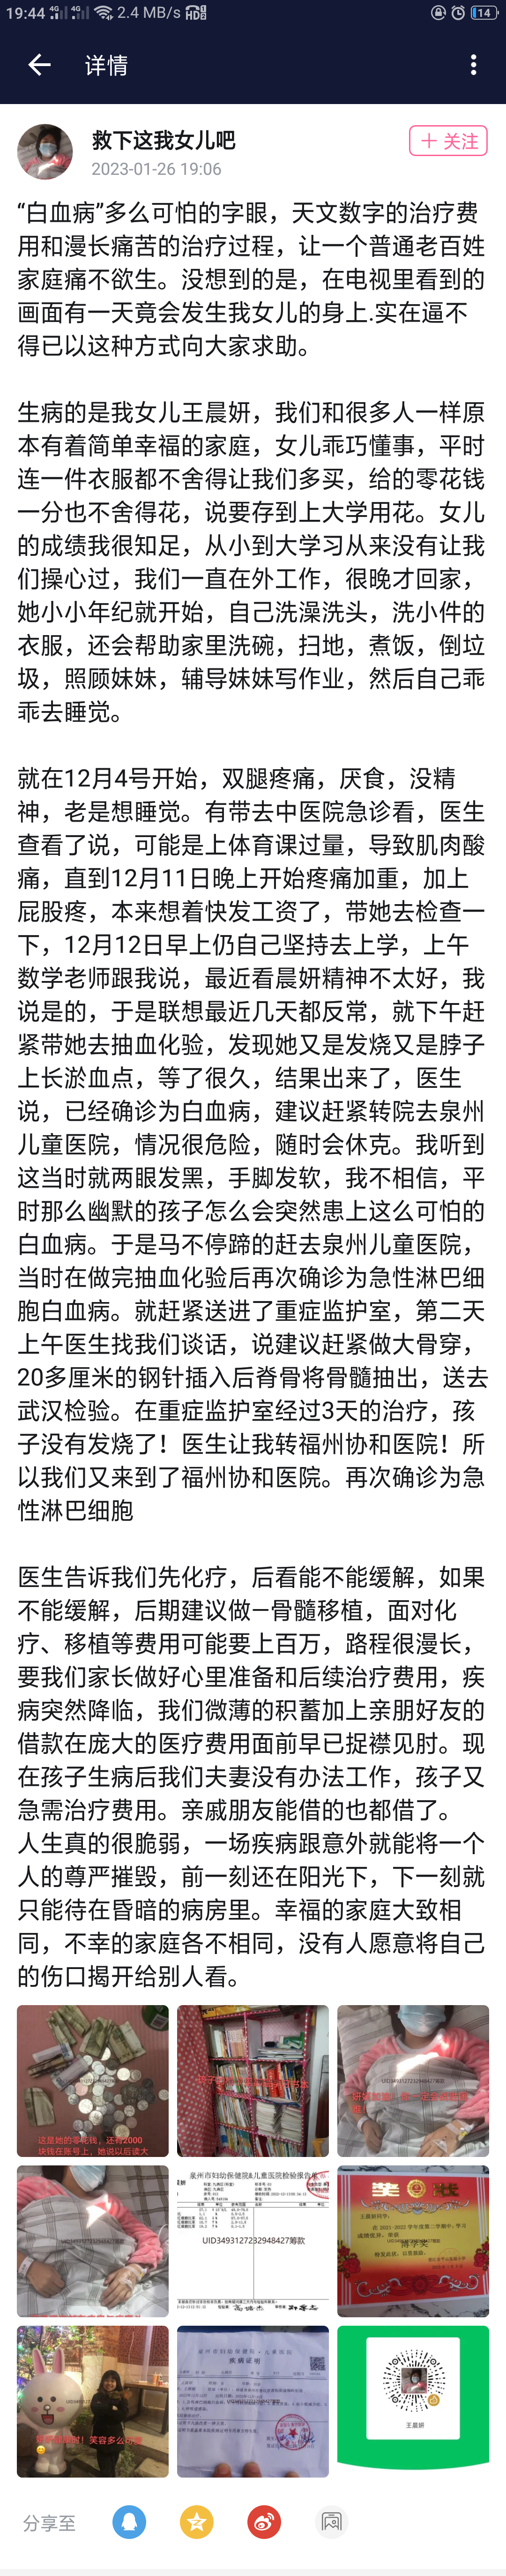 19:44 4G 4G 2.4 MB/s HD 14
详情
救下这我女儿吧
2023-01-26 19:06
+ 关注
“白血病”多么可怕的字眼，天文数字的治疗费
用和漫长痛苦的治疗过程，让一个普通老百姓
家庭痛不欲生。没想到的是，在电视里看到的
画面有一天竟会发生我女儿的身上.实在逼不
得已以这种方式向大家求助。
生病的是我女儿王晨妍，我们和很多人一样原
本有着简单幸福的家庭，女儿乖巧懂事，平时
连一件衣服都不舍得让我们多买，给的零花钱
一分也不舍得花，说要存到上大学用花。女儿
的成绩我很知足，从小到大学习从来没有让我
们操心过，我们一直在外工作，很晚才回家，
她小小年纪就开始，自己洗澡洗头，洗小件的
衣服，还会帮助家里洗碗，扫地，煮饭，倒垃
圾，照顾妹妹，辅导妹妹写作业，然后自己乖
乖去睡觉。
就在12月4号开始，双腿疼痛，厌食，没精
神，老是想睡觉。有带去中医院急诊看，医生
查看了说，可能是上体育课过量，导致肌肉酸
痛，直到12月11日晚上开始疼痛加重，加上
屁股疼，本来想着快发工资了，带她去检查一
下，12月12日早上仍自己坚持去上学，上午
数学老师跟我说，最近看晨妍精神不太好，我
说是的，于是联想最近几天都反常，就下午赶
紧带她去抽血化验，发现她又是发烧又是脖子
上长淤血点，等了很久，结果出来了，医生
说，已经确诊为白血病，建议赶紧转院去泉州
儿童医院，情况很危险，随时会休克。我听到
这当时就两眼发黑，手脚发软，我不相信，平
时那么幽默的孩子怎么会突然患上这么可怕的
白血病。于是马不停蹄的赶去泉州儿童医院，
当时在做完抽血化验后再次确诊为急性淋巴细
胞白血病。就赶紧送进了重症监护室，第二天
上午医生找我们谈话，说建议赶紧做大骨穿，
20多厘米的钢针插入后脊骨将骨髓抽出，送去
武汉检验。在重症监护室经过3天的治疗，孩
子没有发烧了！医生让我转福州协和医院！所
以我们又来到了福州协和医院。再次确诊为急
性淋巴细胞
医生告诉我们先化疗，后看能不能缓解，如果
不能缓解，后期建议做一骨髓移植，面对化
疗、移植等费用可能要上百万，路程很漫长，
要我们家长做好心里准备和后续治疗费用，疾
病突然降临，我们微薄的积蓄加上亲朋好友的
借款在庞大的医疗费用面前早已捉襟见肘。现
在孩子生病后我们夫妻没有办法工作，孩子又
急需治疗费用。亲戚朋友能借的也都借了。
人生真的很脆弱，一场疾病跟意外就能将一个
人的尊严摧毁，前一刻还在阳光下，下一刻就
只能待在昏暗的病房里。幸福的家庭大致相
同，不幸的家庭各不相同，没有人愿意将自己
的伤口揭开给别人看。
这是她的零花钱，还有2000
块钱在账号上，她说以后读大
泉州市妇幼保健院&儿童医院检验报告单
UID3493127232948427筹款
奖 状
王晨妍同学：
疾病证明
笑容多么可
王晨妍
分享至